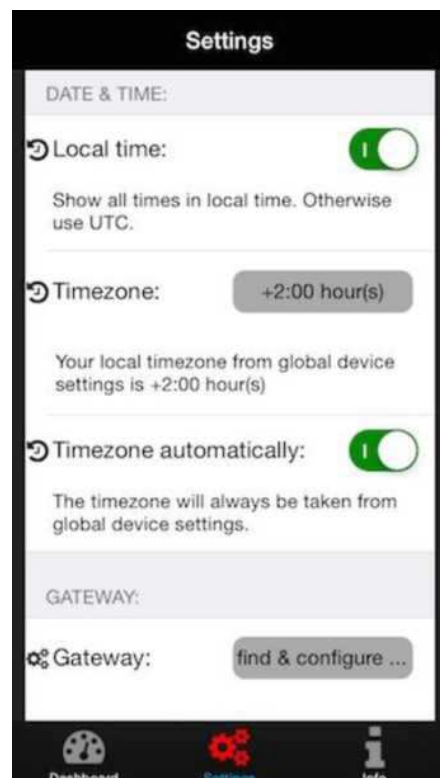 Settings
DATE & TIME:
Local time:
Show all times in local time. Otherwise
use UTC.
Timezone:
+2:00 hour(s)
Your local timezone from global device
settings is +2:00 hour(s)
Timezone automatically:
The timezone will always be taken from
global device settings.
GATEWAY:
Gateway:
find & configure ...
Dashboard
Settings
Info